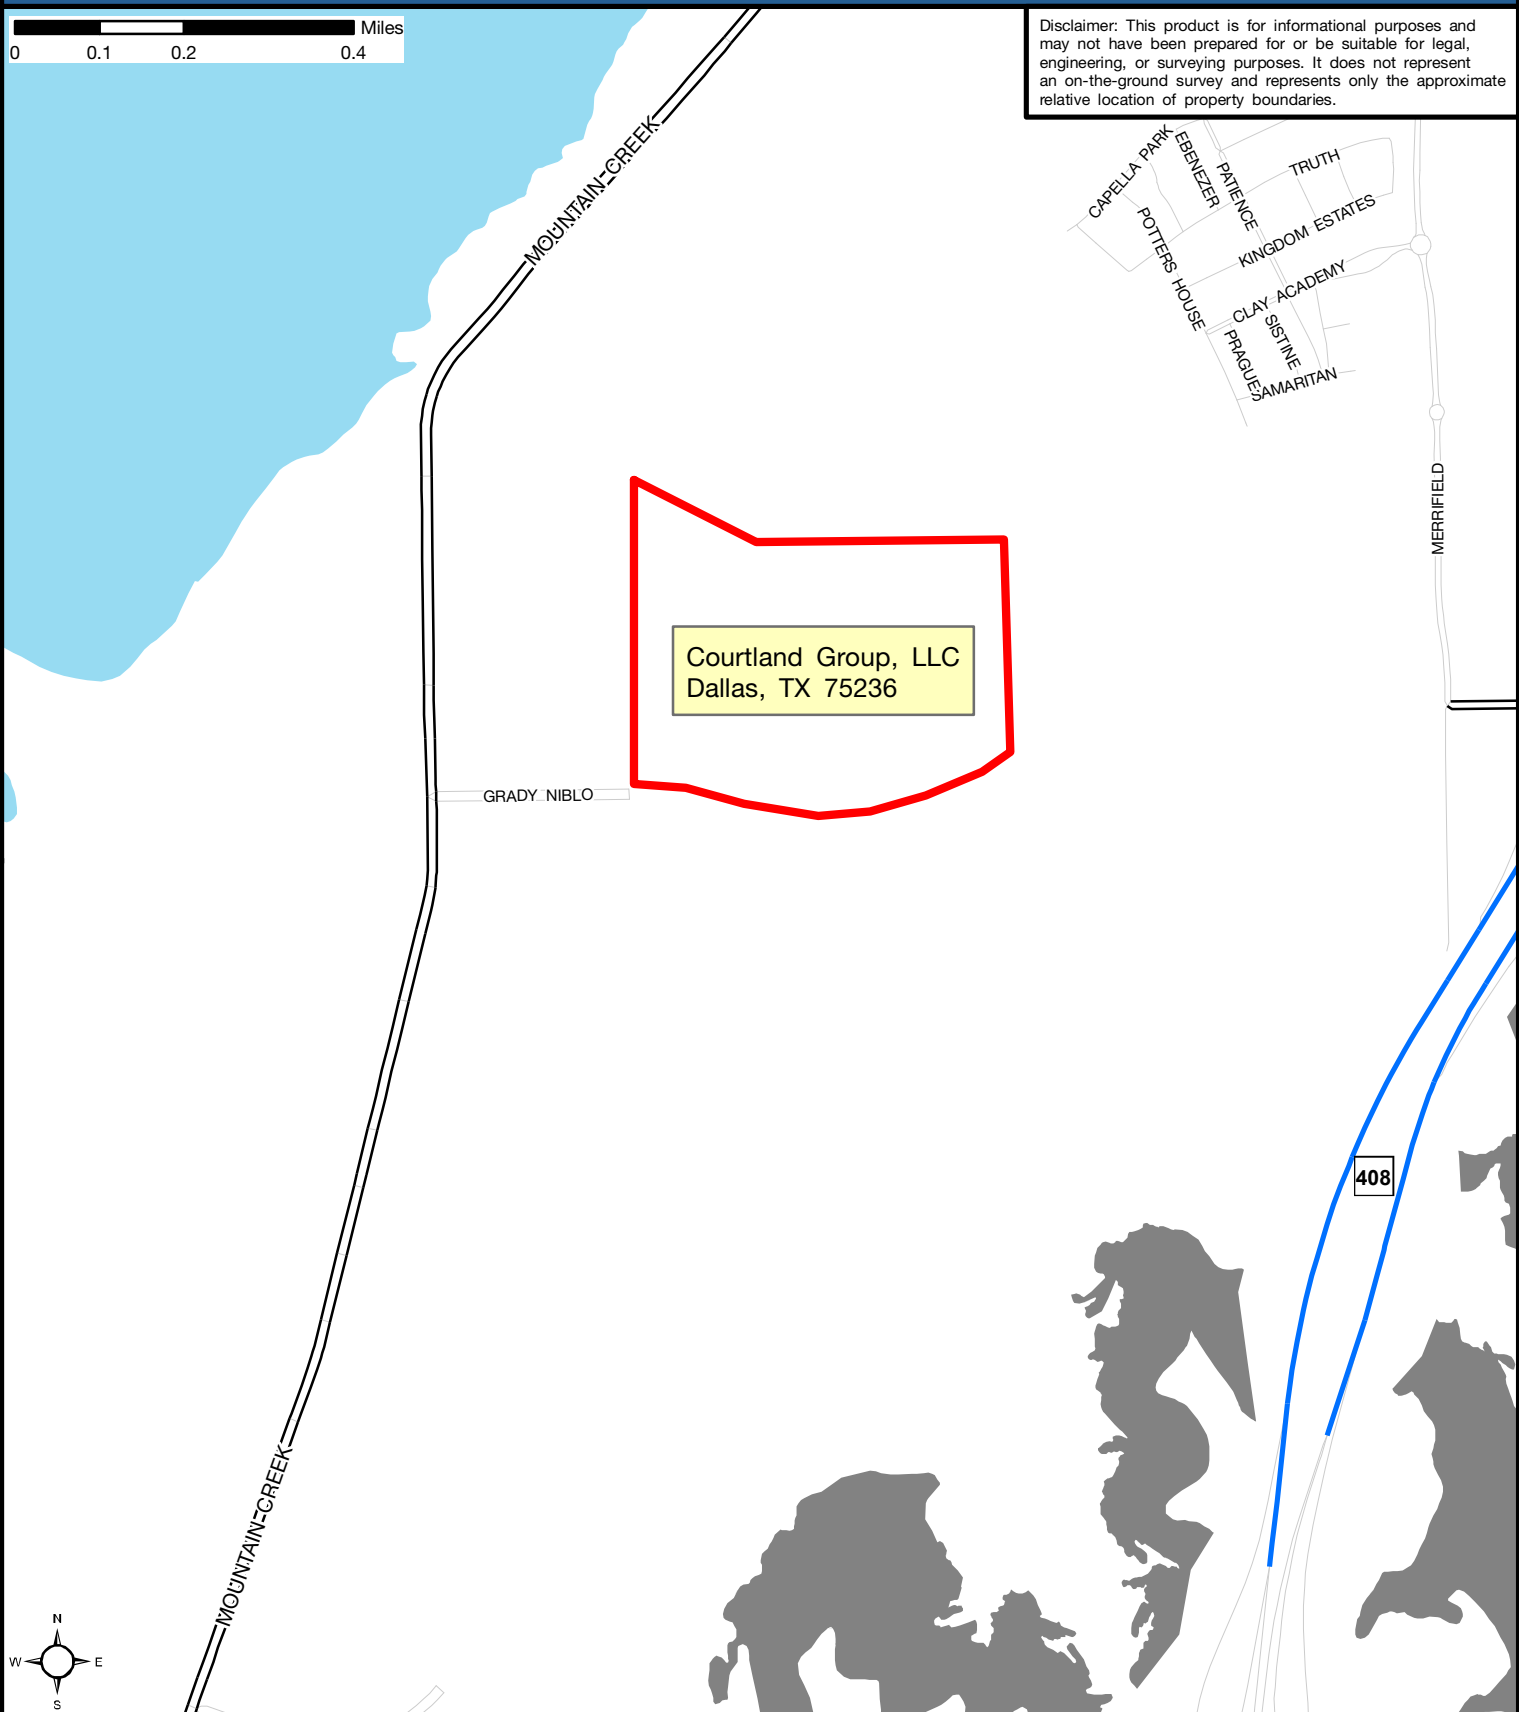 Miles
0 0.1 0.2 0.4
Disclaimer: This product is for informational purposes and
may not have been prepared for or be suitable for legal,
engineering, or surveying purposes. It does not represent
an on-the-ground survey and represents only the approximate
relative location of property boundaries.
MOUNTAIN-CREEK
CAPELLA PARK
EBENEZER
PATIENCE
TRUTH
POTTERS HOUSE
KINGDOM ESTATES
CLAY ACADEMY
SISTINE
PRAGUE
SAMARITAN
MERRIFIELD
Courtland Group, LLC
Dallas, TX 75236
GRADY NIBLO
408
MOUNTAIN-CREEK
N
W E
S